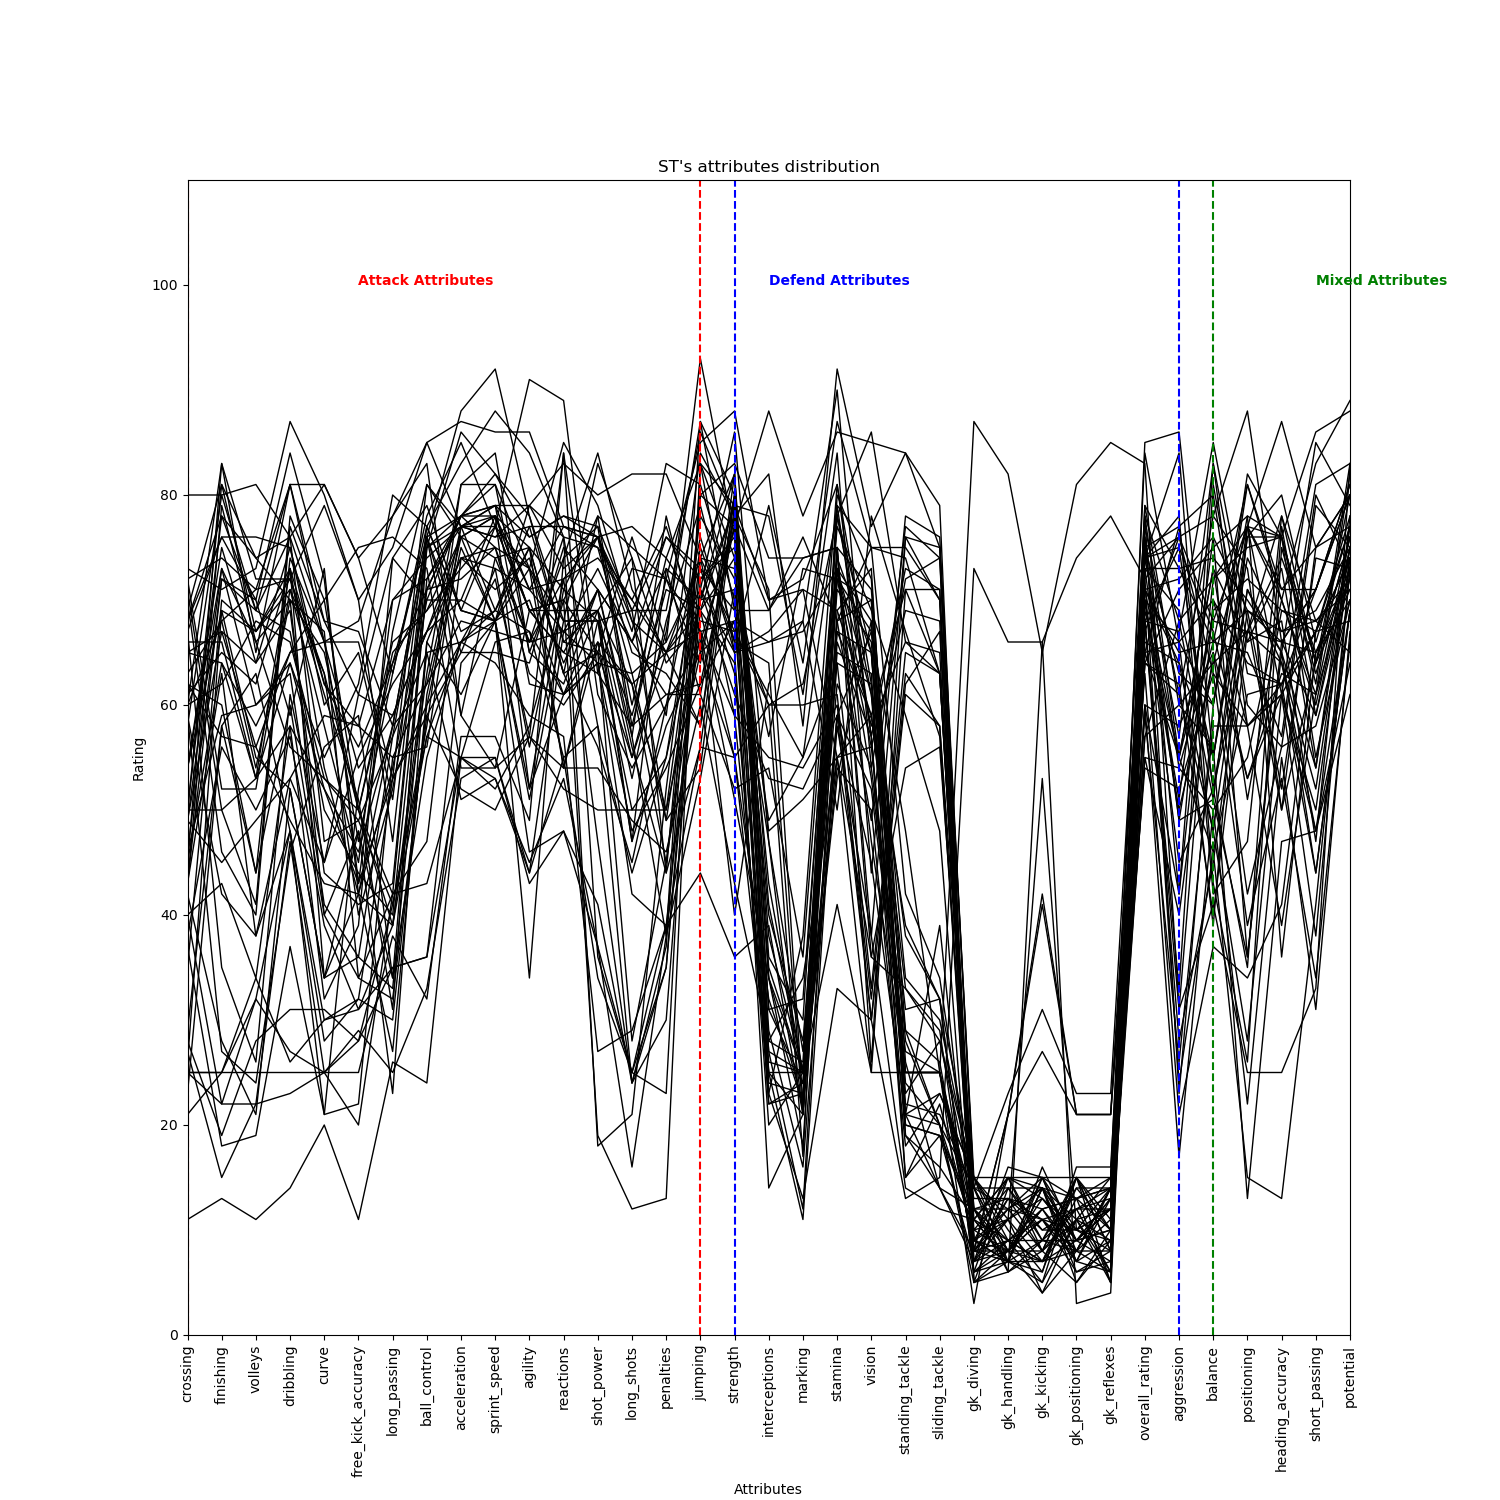 ST's attributes distribution
Attack Attributes
Defend Attributes
Mixed Attributes
100
80
60
40
20
0
Rating
crossing
finishing
volleys
dribbling
curve
free_kick_accuracy
long_passing
ball_control
acceleration
sprint_speed
agility
reactions
shot_power
long_shots
penalties
jumping
strength
interceptions
marking
stamina
vision
standing_tackle
sliding_tackle
gk_diving
gk_handling
gk_kicking
gk_positioning
gk_reflexes
overall_rating
aggression
balance
positioning
heading_accuracy
short_passing
potential
Attributes